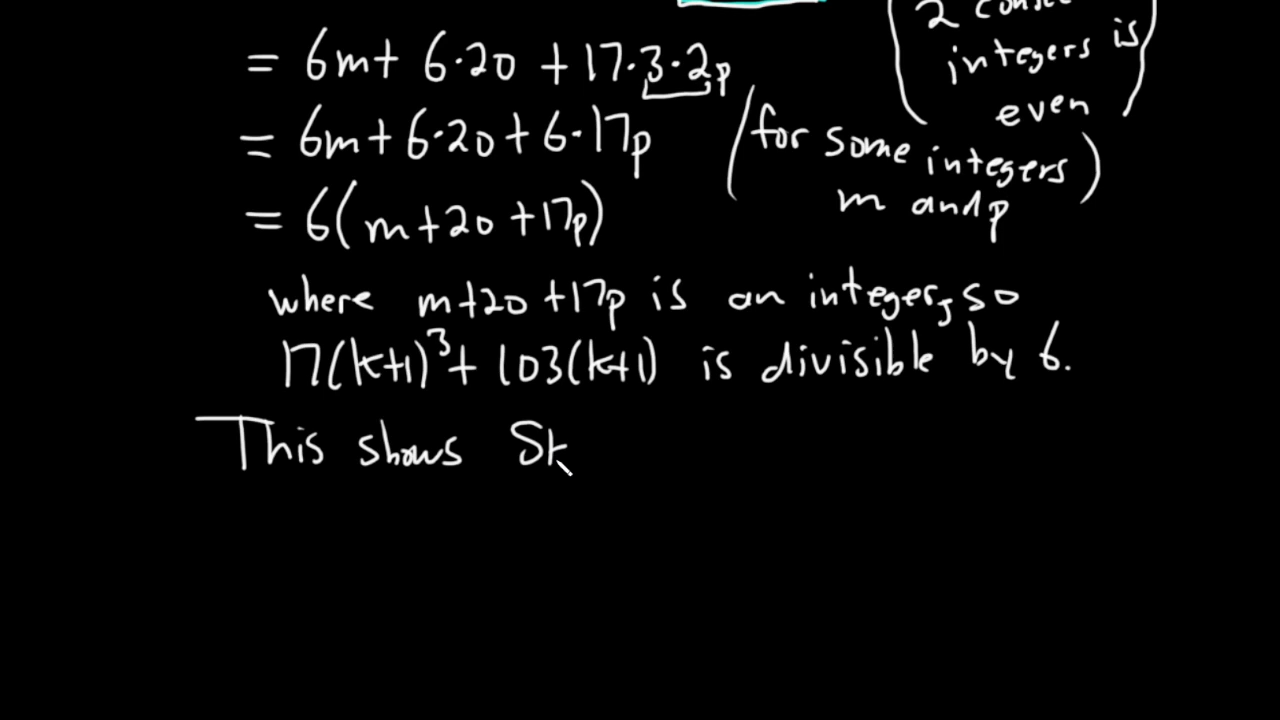 2 conse
integers is
even
= 6m + 6·20 + 17·3·2p
= 6m + 6·20 + 6·17p
(for some integers
m and p)
= 6(m+20+17p)
where m+20+17p is an integer, so
17(k+1)³ + 103(k+1) is divisible by 6.
This shows Sk